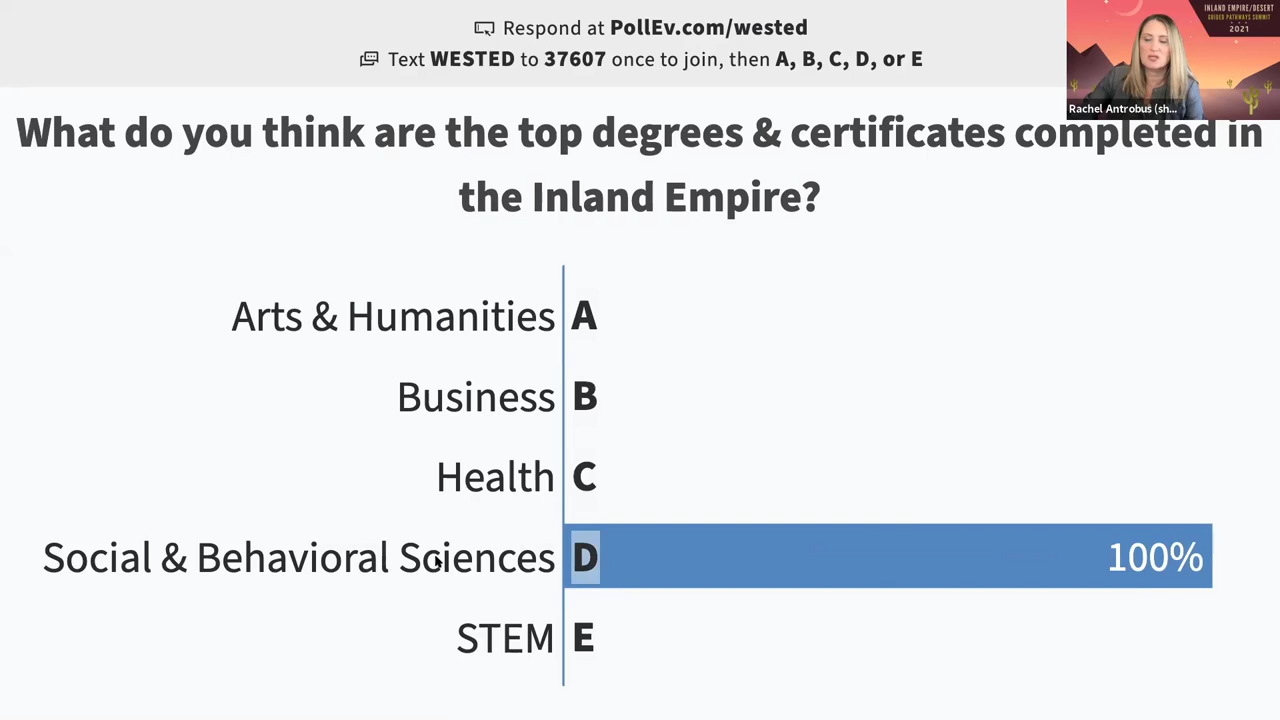 Respond at PollEv.com/wested
Text WESTED to 37607 once to join, then A, B, C, D, or E
INLAND EMPIRE/DESERT
GUIDED PATHWAYS SUMMIT
2021
Rachel Antrobus (sh...
What do you think are the top degrees & certificates completed in
the Inland Empire?
Arts & Humanities A
Business B
Health C
Social & Behavioral Sciences D 100%
STEM E